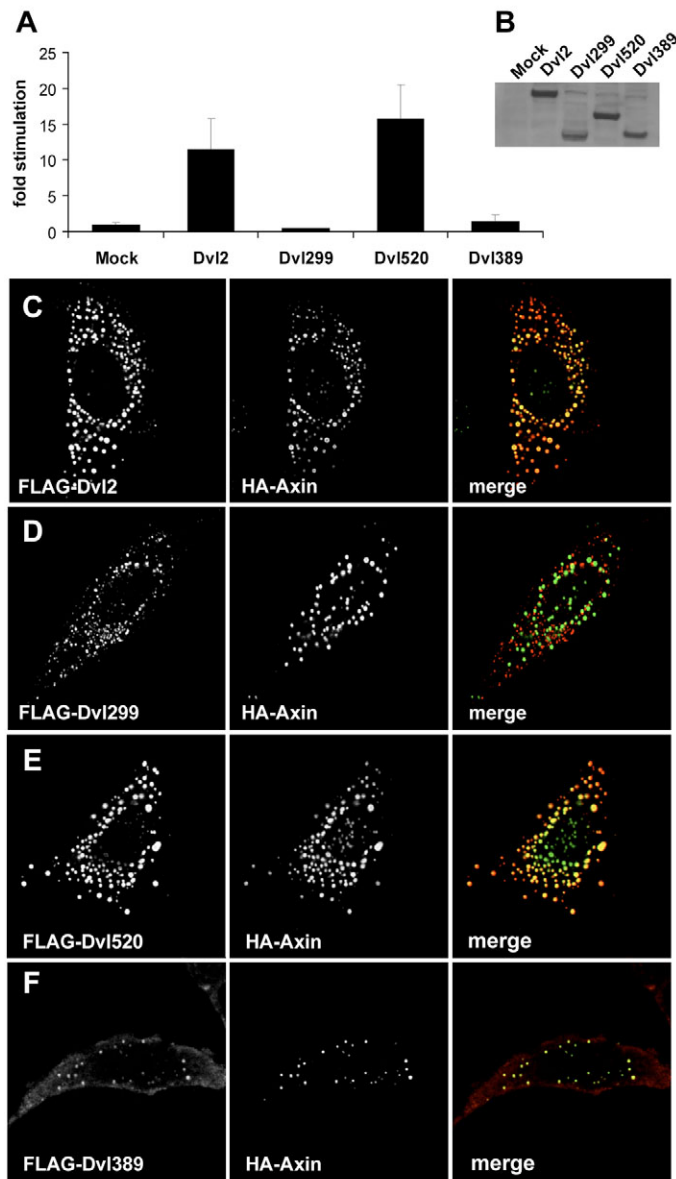 A
B
Mock Dvl2 Dvl299 Dvl520 Dvl389
fold stimulation
25
20
15
10
5
0
Mock Dvl2 Dvl299 Dvl520 Dvl389
C
FLAG-Dvl2 HA-Axin merge
D
FLAG-Dvl299 HA-Axin merge
E
FLAG-Dvl520 HA-Axin merge
F
FLAG-Dvl389 HA-Axin merge